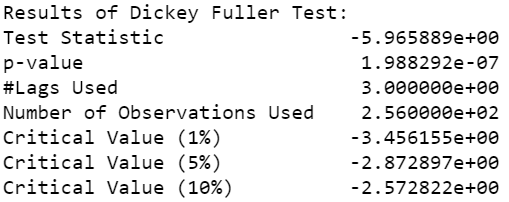 Results of Dickey Fuller Test:
Test Statistic -5.965889e+00
p-value 1.988292e-07
#Lags Used 3.000000e+00
Number of Observations Used 2.560000e+02
Critical Value (1%) -3.456155e+00
Critical Value (5%) -2.872897e+00
Critical Value (10%) -2.572822e+00